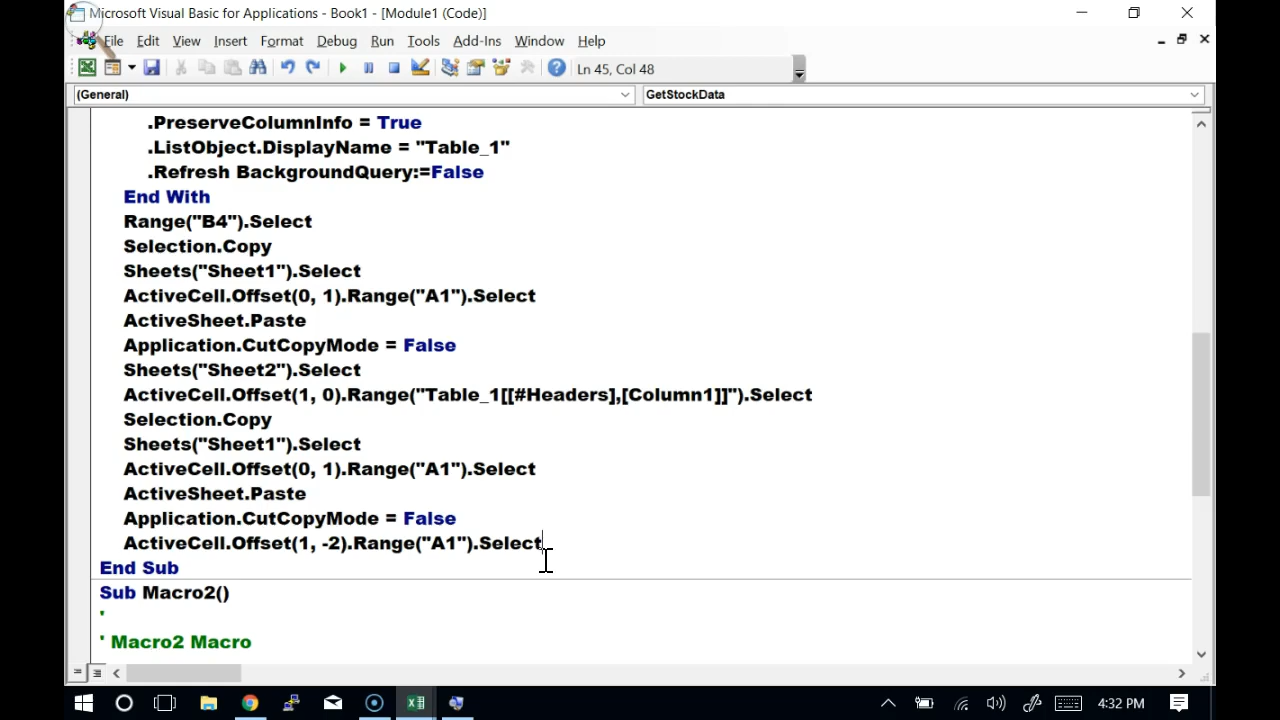 Microsoft Visual Basic for Applications - Book1 - [Module1 (Code)]
File Edit View Insert Format Debug Run Tools Add-Ins Window Help
Ln 45, Col 48
(General) GetStockData
.PreserveColumnInfo = True
.ListObject.DisplayName = "Table_1"
.Refresh BackgroundQuery:=False
End With
Range("B4").Select
Selection.Copy
Sheets("Sheet1").Select
ActiveCell.Offset(0, 1).Range("A1").Select
ActiveSheet.Paste
Application.CutCopyMode = False
Sheets("Sheet2").Select
ActiveCell.Offset(1, 0).Range("Table_1[[#Headers],[Column1]]").Select
Selection.Copy
Sheets("Sheet1").Select
ActiveCell.Offset(0, 1).Range("A1").Select
ActiveSheet.Paste
Application.CutCopyMode = False
ActiveCell.Offset(1, -2).Range("A1").Select
End Sub
Sub Macro2()
'
' Macro2 Macro
4:32 PM